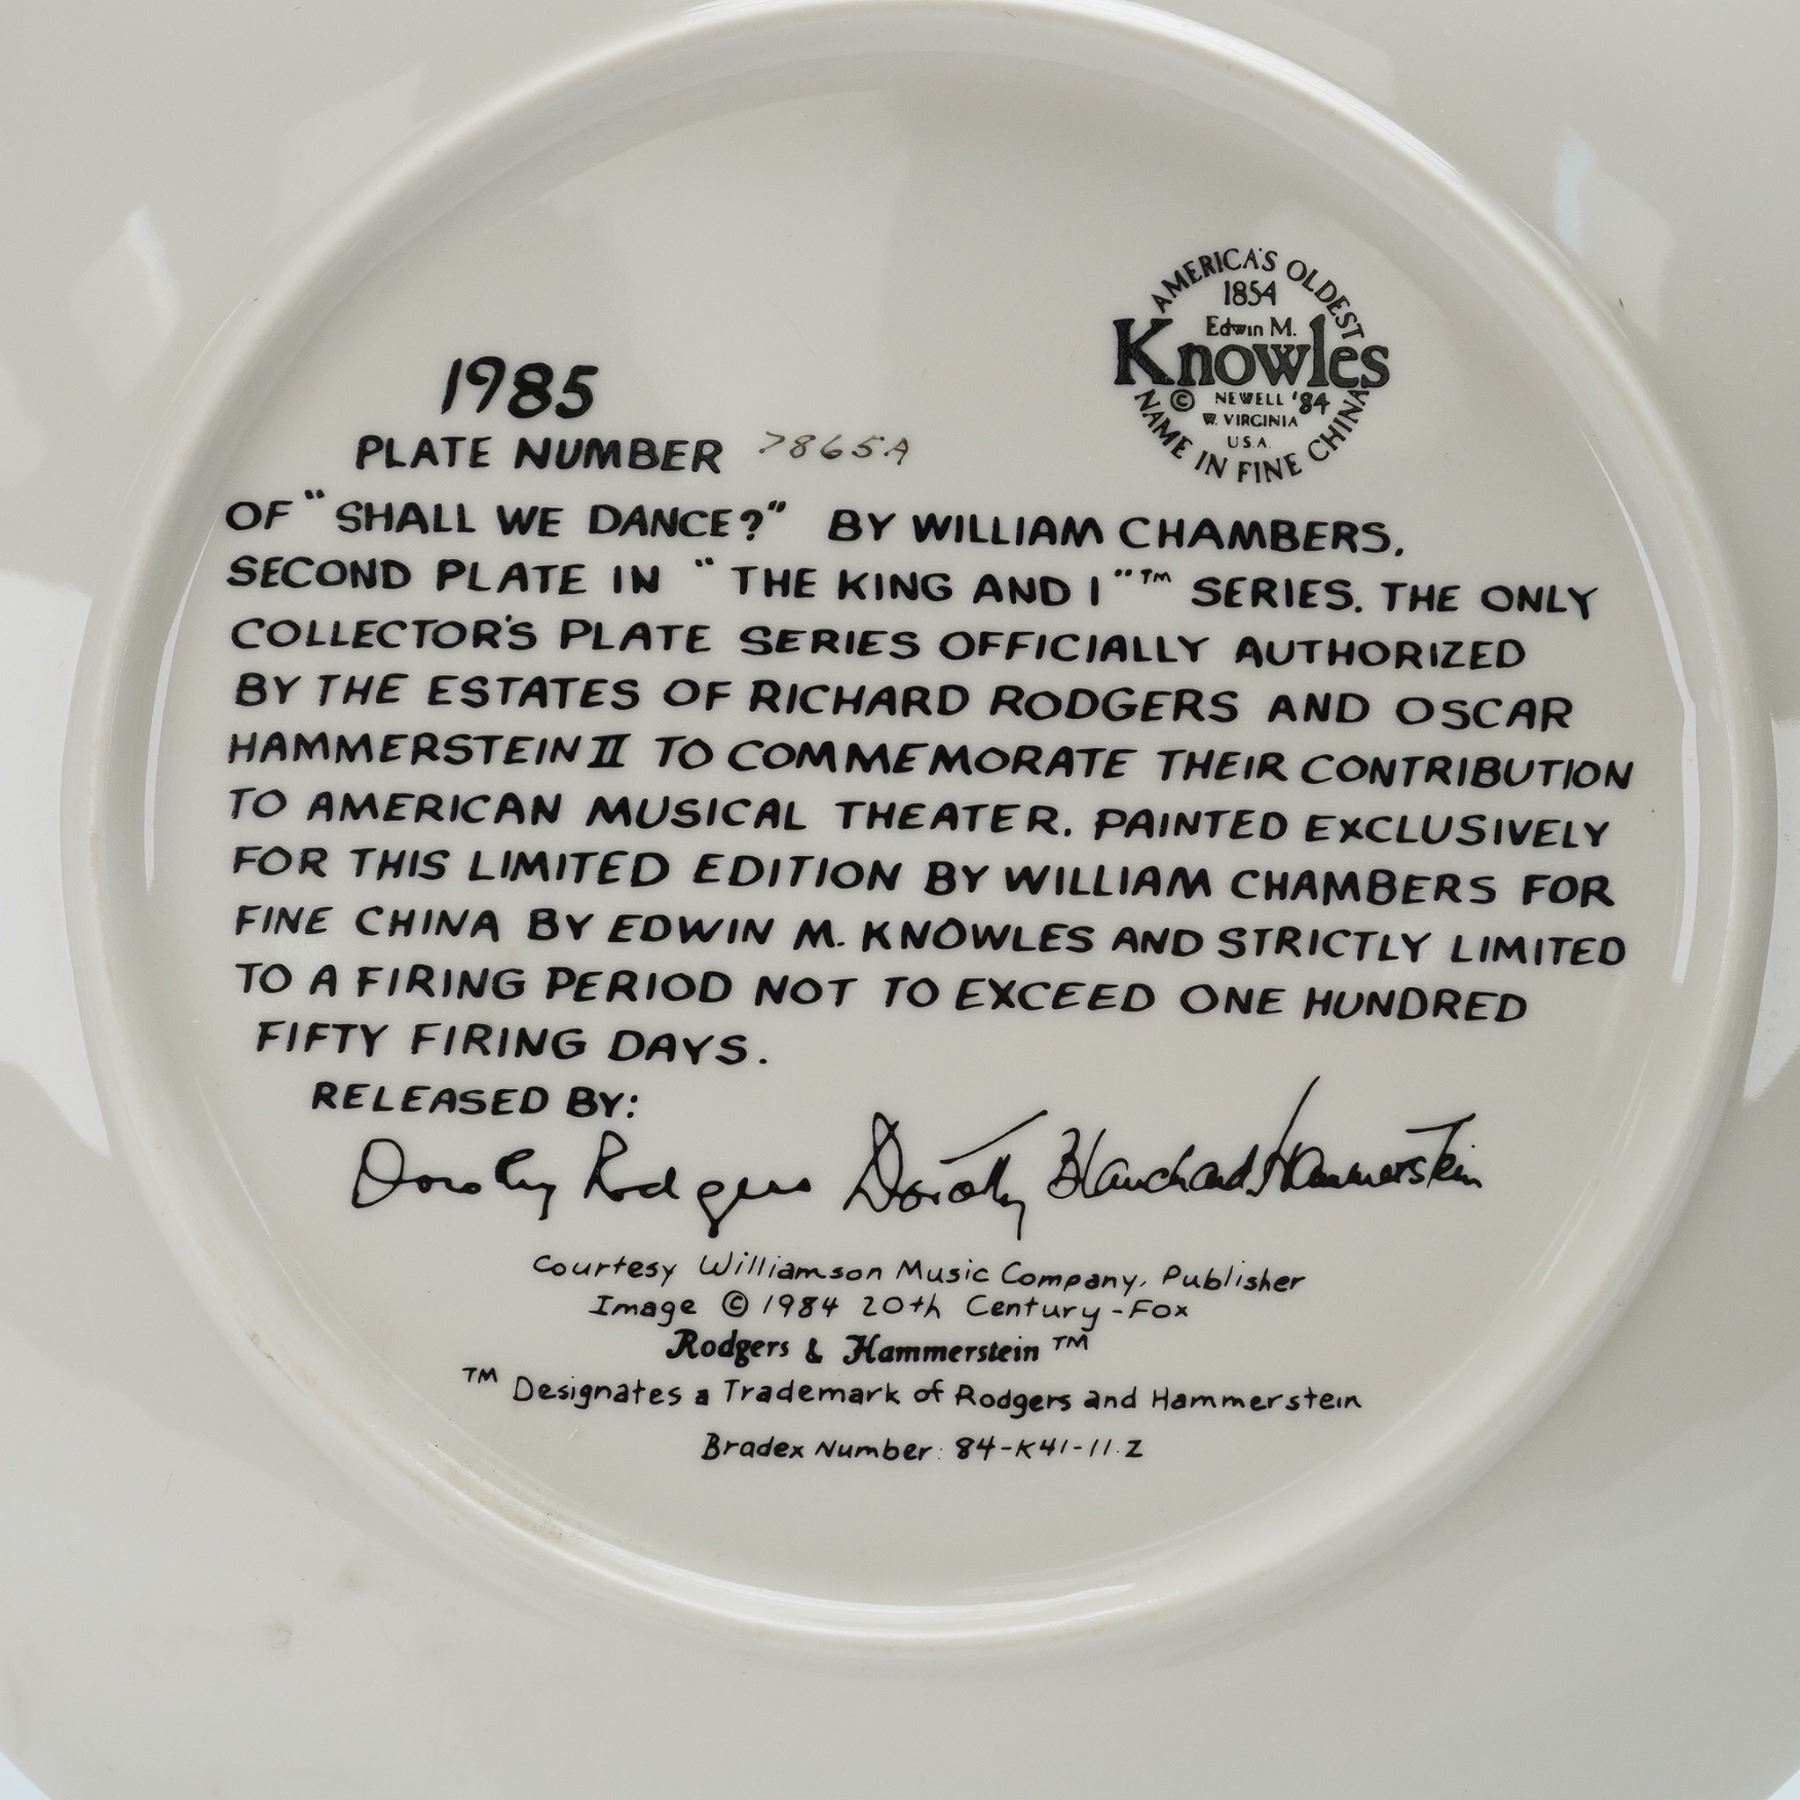 AMERICA'S OLDEST
1854
Edwin M.
Knowles
© NEWELL '84
W. VIRGINIA
U.S.A.
NAME IN FINE CHINA
1985
PLATE NUMBER 7865A
OF "SHALL WE DANCE?" BY WILLIAM CHAMBERS,
SECOND PLATE IN "THE KING AND I"™ SERIES. THE ONLY
COLLECTOR'S PLATE SERIES OFFICIALLY AUTHORIZED
BY THE ESTATES OF RICHARD RODGERS AND OSCAR
HAMMERSTEIN II TO COMMEMORATE THEIR CONTRIBUTION
TO AMERICAN MUSICAL THEATER. PAINTED EXCLUSIVELY
FOR THIS LIMITED EDITION BY WILLIAM CHAMBERS FOR
FINE CHINA BY EDWIN M. KNOWLES AND STRICTLY LIMITED
TO A FIRING PERIOD NOT TO EXCEED ONE HUNDRED
FIFTY FIRING DAYS.
RELEASED BY:
Dorothy Rodgers Dorothy Blanchard Hammerstein
Courtesy Williamson Music Company, Publisher
Image © 1984 20th Century-Fox
Rodgers & Hammerstein ™
™ Designates a Trademark of Rodgers and Hammerstein
Bradex Number: 84-K41-11.2